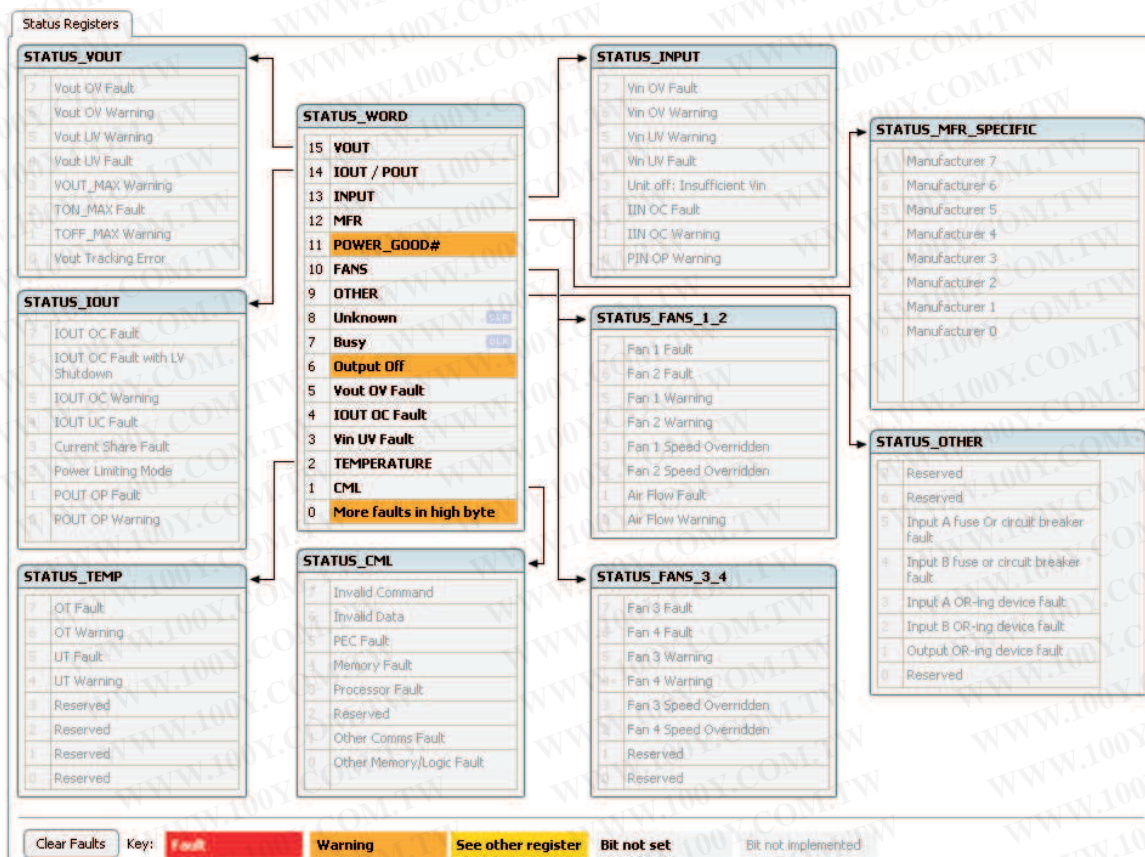 Status Registers
STATUS_VOUT
7 Vout OV Fault
6 Vout OV Warning
5 Vout UV Warning
4 Vout UV Fault
3 VOUT_MAX Warning
2 TON_MAX Fault
1 TOFF_MAX Warning
0 Vout Tracking Error
STATUS_IOUT
7 IOUT OC Fault
6 IOUT OC Fault with LV
Shutdown
5 IOUT OC Warning
4 IOUT UC Fault
3 Current Share Fault
2 Power Limiting Mode
1 POUT OP Fault
0 POUT OP Warning
STATUS_TEMP
7 OT Fault
6 OT Warning
5 UT Fault
4 UT Warning
3 Reserved
2 Reserved
1 Reserved
0 Reserved
STATUS_WORD
15 VOUT
14 IOUT / POUT
13 INPUT
12 MFR
11 POWER_GOOD#
10 FANS
9 OTHER
8 Unknown CLR
7 Busy CLR
6 Output Off
5 Vout OV Fault
4 IOUT OC Fault
3 Vin UV Fault
2 TEMPERATURE
1 CML
0 More faults in high byte
STATUS_CML
7 Invalid Command
6 Invalid Data
5 PEC Fault
4 Memory Fault
3 Processor Fault
2 Reserved
1 Other Comms Fault
0 Other Memory/Logic Fault
STATUS_INPUT
7 Vin OV Fault
6 Vin OV Warning
5 Vin UV Warning
4 Vin UV Fault
3 Unit off: Insufficient Vin
2 IIN OC Fault
1 IIN OC Warning
0 PIN OP Warning
STATUS_FANS_1_2
7 Fan 1 Fault
6 Fan 2 Fault
5 Fan 1 Warning
4 Fan 2 Warning
3 Fan 1 Speed Overridden
2 Fan 2 Speed Overridden
1 Air Flow Fault
0 Air Flow Warning
STATUS_FANS_3_4
7 Fan 3 Fault
6 Fan 4 Fault
5 Fan 3 Warning
4 Fan 4 Warning
3 Fan 3 Speed Overridden
2 Fan 4 Speed Overridden
1 Reserved
0 Reserved
STATUS_MFR_SPECIFIC
7 Manufacturer 7
6 Manufacturer 6
5 Manufacturer 5
4 Manufacturer 4
3 Manufacturer 3
2 Manufacturer 2
1 Manufacturer 1
0 Manufacturer 0
STATUS_OTHER
7 Reserved
6 Reserved
5 Input A fuse Or circuit breaker
fault
4 Input B fuse or circuit breaker
fault
3 Input A OR-ing device fault
2 Input B OR-ing device fault
1 Output OR-ing device fault
0 Reserved
Clear Faults Key: Fault Warning See other register Bit not set Bit not implemented
WWW.100Y.COM.TW